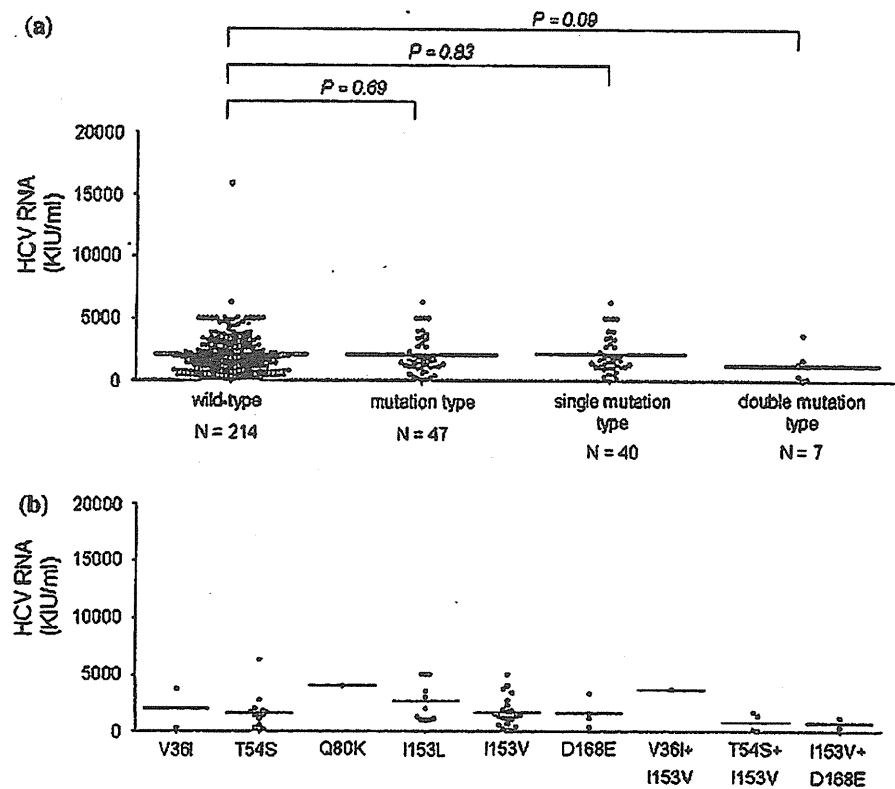 (a)
P = 0.09
P = 0.83
P = 0.69
HCV RNA
(KIU/ml)
20000
15000
10000
5000
0
wild-type
N = 214
mutation type
N = 47
single mutation
type
N = 40
double mutation
type
N = 7
(b)
HCV RNA
(KIU/ml)
20000
15000
10000
5000
0
V36I
T54S
Q80K
I153L
I153V
D168E
V36I+
I153V
T54S+
I153V
I153V+
D168E